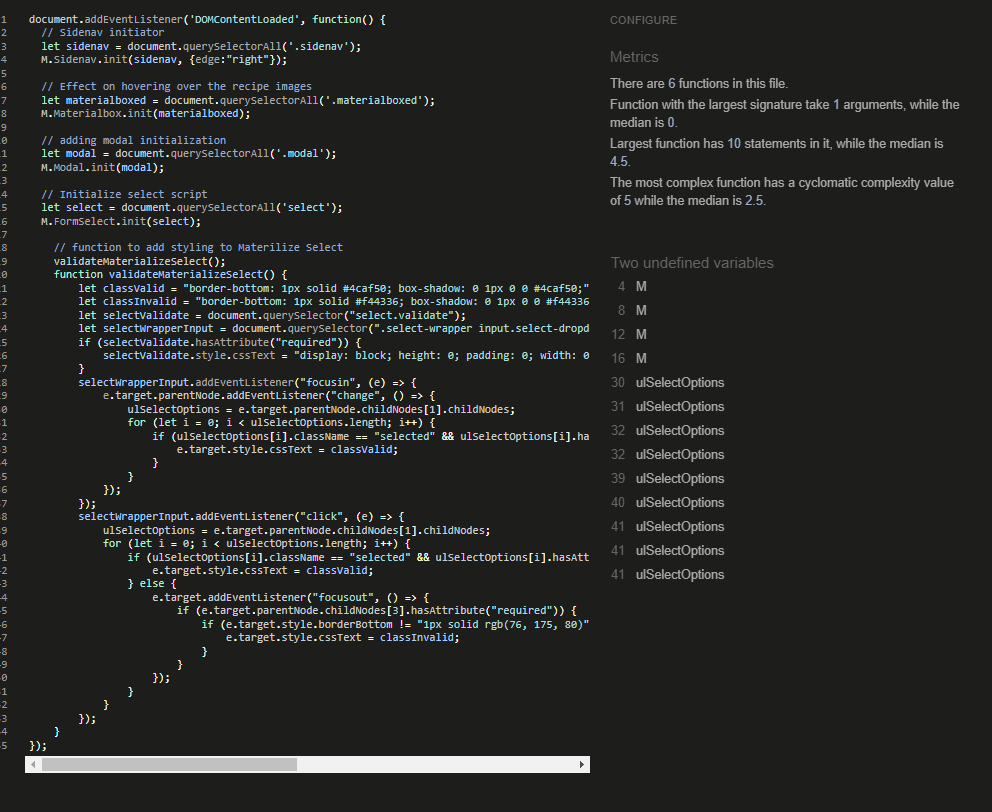 1 document.addEventListener('DOMContentLoaded', function() {
2 // Sidenav initiator
3 let sidenav = document.querySelectorAll('.sidenav');
4 M.Sidenav.init(sidenav, {edge:"right"});
5
6 // Effect on hovering over the recipe images
7 let materialboxed = document.querySelectorAll('.materialboxed');
8 M.Materialbox.init(materialboxed);
9
0 // adding modal initialization
1 let modal = document.querySelectorAll('.modal');
2 M.Modal.init(modal);
3
4 // Initialize select script
5 let select = document.querySelectorAll('select');
6 M.FormSelect.init(select);
7
8 // function to add styling to Materilize Select
9 validateMaterializeSelect();
0 function validateMaterializeSelect() {
1 let classValid = "border-bottom: 1px solid #4caf50; box-shadow: 0 1px 0 0 #4caf50;"
2 let classInvalid = "border-bottom: 1px solid #f44336; box-shadow: 0 1px 0 0 #f44336
3 let selectValidate = document.querySelector("select.validate");
4 let selectWrapperInput = document.querySelector(".select-wrapper input.select-dropd
5 if (selectValidate.hasAttribute("required")) {
6 selectValidate.style.cssText = "display: block; height: 0; padding: 0; width: 0
7 }
8 selectWrapperInput.addEventListener("focusin", (e) => {
9 e.target.parentNode.addEventListener("change", () => {
0 ulSelectOptions = e.target.parentNode.childNodes[1].childNodes;
1 for (let i = 0; i < ulSelectOptions.length; i++) {
2 if (ulSelectOptions[i].className == "selected" && ulSelectOptions[i].ha
3 e.target.style.cssText = classValid;
4 }
5 }
6 });
7 });
8 selectWrapperInput.addEventListener("click", (e) => {
9 ulSelectOptions = e.target.parentNode.childNodes[1].childNodes;
0 for (let i = 0; i < ulSelectOptions.length; i++) {
1 if (ulSelectOptions[i].className == "selected" && ulSelectOptions[i].hasAtt
2 e.target.style.cssText = classValid;
3 } else {
4 e.target.addEventListener("focusout", () => {
5 if (e.target.parentNode.childNodes[3].hasAttribute("required")) {
6 if (e.target.style.borderBottom != "1px solid rgb(76, 175, 80)"
7 e.target.style.cssText = classInvalid;
8 }
9 }
0 });
1 }
2 }
3 });
4 }
5 });
CONFIGURE
Metrics
There are 6 functions in this file.
Function with the largest signature take 1 arguments, while the
median is 0.
Largest function has 10 statements in it, while the median is
4.5.
The most complex function has a cyclomatic complexity value
of 5 while the median is 2.5.
Two undefined variables
4 M
8 M
12 M
16 M
30 ulSelectOptions
31 ulSelectOptions
32 ulSelectOptions
32 ulSelectOptions
39 ulSelectOptions
40 ulSelectOptions
41 ulSelectOptions
41 ulSelectOptions
41 ulSelectOptions